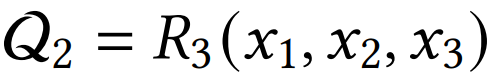 𝒬₂ = R₃(x₁, x₂, x₃)